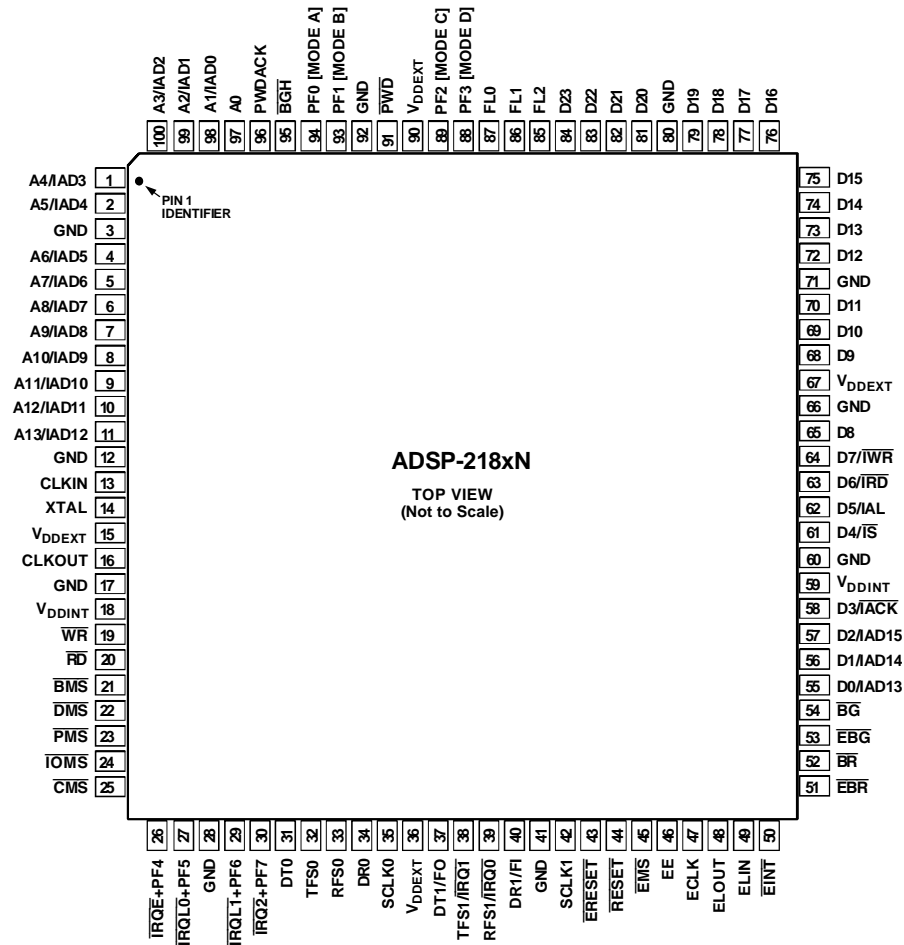 A3/IAD2
A2/IAD1
A1/IAD0
A0
PWDACK
BGH
PF0 [MODE A]
PF1 [MODE B]
GND
PWD
VDDEXT
PF2 [MODE C]
PF3 [MODE D]
FL0
FL1
FL2
D23
D22
D21
D20
GND
D19
D18
D17
D16
100 99 98 97 96 95 94 93 92 91 90 89 88 87 86 85 84 83 82 81 80 79 78 77 76
A4/IAD3 1
A5/IAD4 2
GND 3
A6/IAD5 4
A7/IAD6 5
A8/IAD7 6
A9/IAD8 7
A10/IAD9 8
A11/IAD10 9
A12/IAD11 10
A13/IAD12 11
GND 12
CLKIN 13
XTAL 14
VDDEXT 15
CLKOUT 16
GND 17
VDDINT 18
WR 19
RD 20
BMS 21
DMS 22
PMS 23
IOMS 24
CMS 25
PIN 1
IDENTIFIER
ADSP-218xN
TOP VIEW
(Not to Scale)
75 D15
74 D14
73 D13
72 D12
71 GND
70 D11
69 D10
68 D9
67 VDDEXT
66 GND
65 D8
64 D7/IWR
63 D6/IRD
62 D5/IAL
61 D4/IS
60 GND
59 VDDINT
58 D3/IACK
57 D2/IAD15
56 D1/IAD14
55 D0/IAD13
54 BG
53 EBG
52 BR
51 EBR
26 27 28 29 30 31 32 33 34 35 36 37 38 39 40 41 42 43 44 45 46 47 48 49 50
IRQE+PF4
IRQL0+PF5
GND
IRQL1+PF6
IRQ2+PF7
DT0
TFS0
RFS0
DR0
SCLK0
VDDEXT
DT1/FO
TFS1/IRQ1
RFS1/IRQ0
DR1/FI
GND
SCLK1
ERESET
RESET
EMS
EE
ECLK
ELOUT
ELIN
EINT